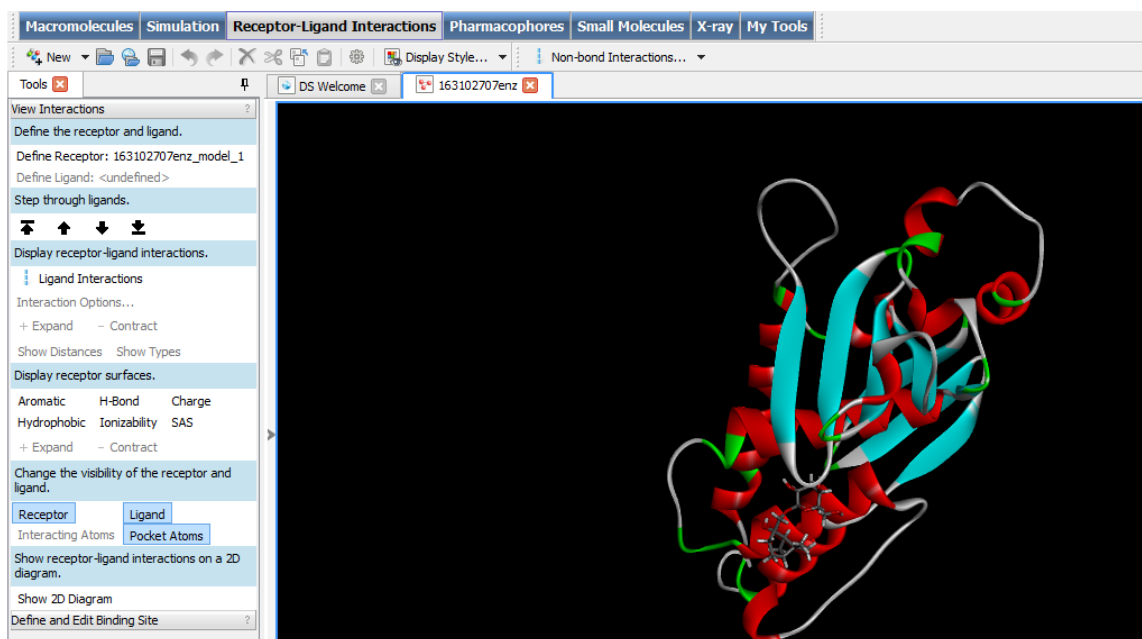 Macromolecules Simulation Receptor-Ligand Interactions Pharmacophores Small Molecules X-ray My Tools
New Display Style... Non-bond Interactions...
Tools DS Welcome 163102707enz
View Interactions ?
Define the receptor and ligand.
Define Receptor: 163102707enz_model_1
Define Ligand: <undefined>
Step through ligands.
Display receptor-ligand interactions.
Ligand Interactions
Interaction Options...
+ Expand - Contract
Show Distances Show Types
Display receptor surfaces.
Aromatic H-Bond Charge
Hydrophobic Ionizability SAS
+ Expand - Contract
Change the visibility of the receptor and
ligand.
Receptor Ligand
Interacting Atoms Pocket Atoms
Show receptor-ligand interactions on a 2D
diagram.
Show 2D Diagram
Define and Edit Binding Site ?